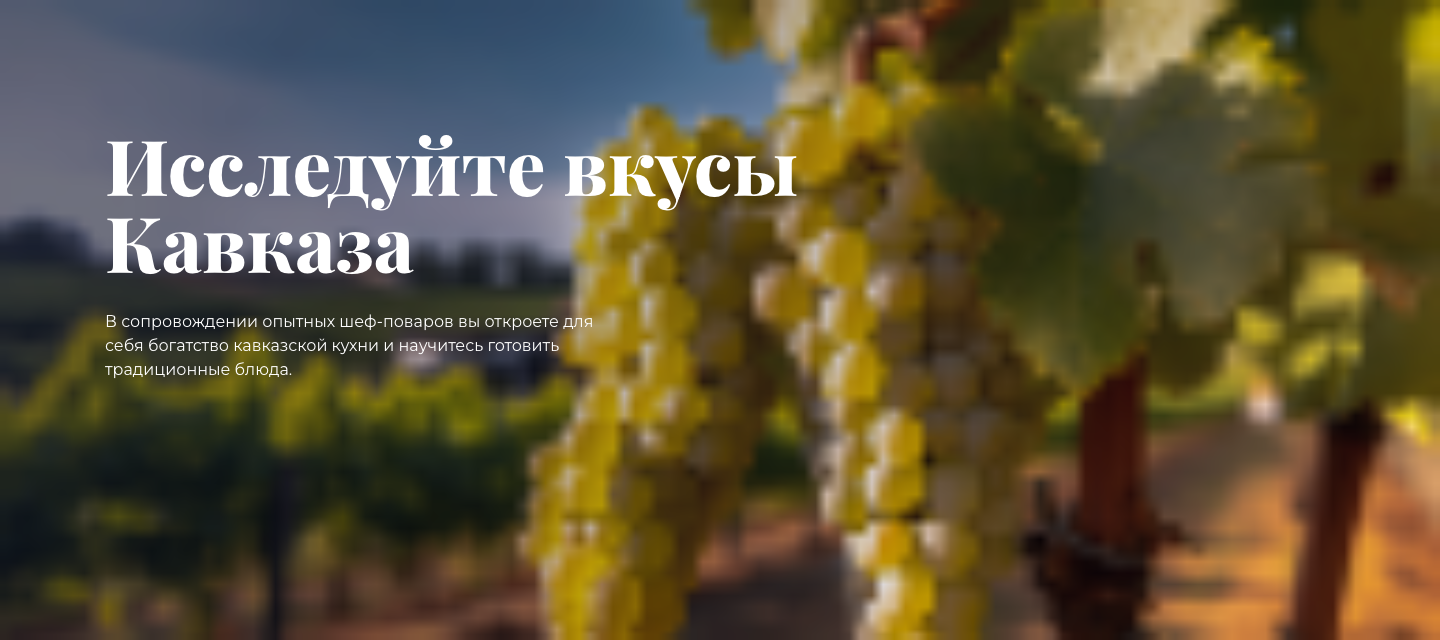 Исследуйте вкусы
Кавказа
В сопровождении опытных шеф-поваров вы откроете для
себя богатство кавказской кухни и научитесь готовить
традиционные блюда.